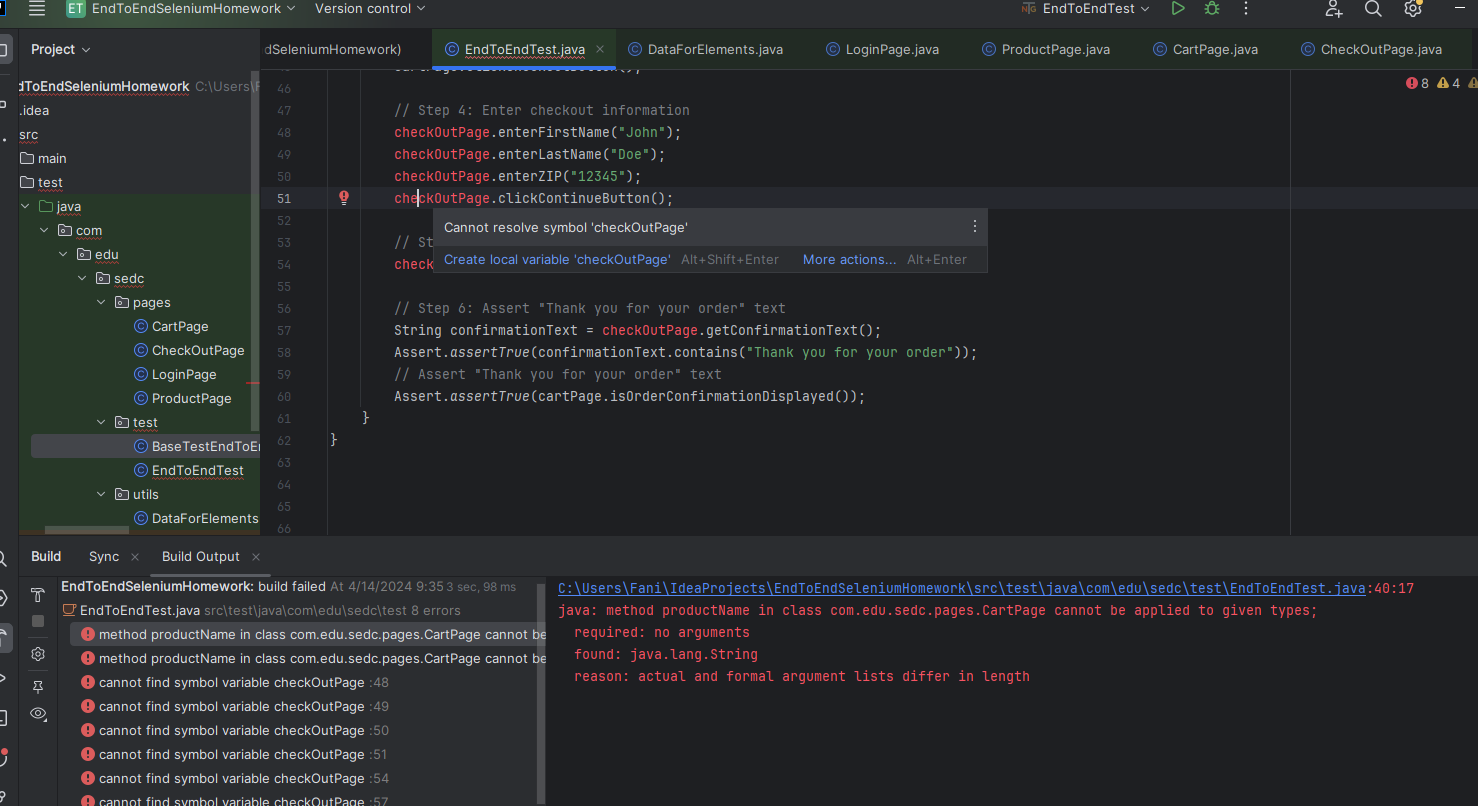 ET EndToEndSeleniumHomework Version control EndToEndTest
Project dSeleniumHomework) EndToEndTest.java DataForElements.java LoginPage.java ProductPage.java CartPage.java CheckOutPage.java
dToEndSeleniumHomework C:\Users\F
.idea
src
main
test
java
com
edu
sedc
pages
CartPage
CheckOutPage
LoginPage
ProductPage
test
BaseTestEndToEn
EndToEndTest
utils
DataForElements
8 4
46
47 // Step 4: Enter checkout information
48 checkOutPage.enterFirstName("John");
49 checkOutPage.enterLastName("Doe");
50 checkOutPage.enterZIP("12345");
51 checkOutPage.clickContinueButton();
52
53 // St
54 check
55
56 // Step 6: Assert "Thank you for your order" text
57 String confirmationText = checkOutPage.getConfirmationText();
58 Assert.assertTrue(confirmationText.contains("Thank you for your order"));
59 // Assert "Thank you for your order" text
60 Assert.assertTrue(cartPage.isOrderConfirmationDisplayed());
61 }
62 }
63
64
65
66
Cannot resolve symbol 'checkOutPage'
Create local variable 'checkOutPage' Alt+Shift+Enter More actions... Alt+Enter
Build Sync Build Output
EndToEndSeleniumHomework: build failed At 4/14/2024 9:35 3 sec, 98 ms
EndToEndTest.java src\test\java\com\edu\sedc\test 8 errors
method productName in class com.edu.sedc.pages.CartPage cannot be
method productName in class com.edu.sedc.pages.CartPage cannot be
cannot find symbol variable checkOutPage :48
cannot find symbol variable checkOutPage :49
cannot find symbol variable checkOutPage :50
cannot find symbol variable checkOutPage :51
cannot find symbol variable checkOutPage :54
cannot find symbol variable checkOutPage :57
C:\Users\Fani\IdeaProjects\EndToEndSeleniumHomework\src\test\java\com\edu\sedc\test\EndToEndTest.java:40:17
java: method productName in class com.edu.sedc.pages.CartPage cannot be applied to given types;
required: no arguments
found: java.lang.String
reason: actual and formal argument lists differ in length